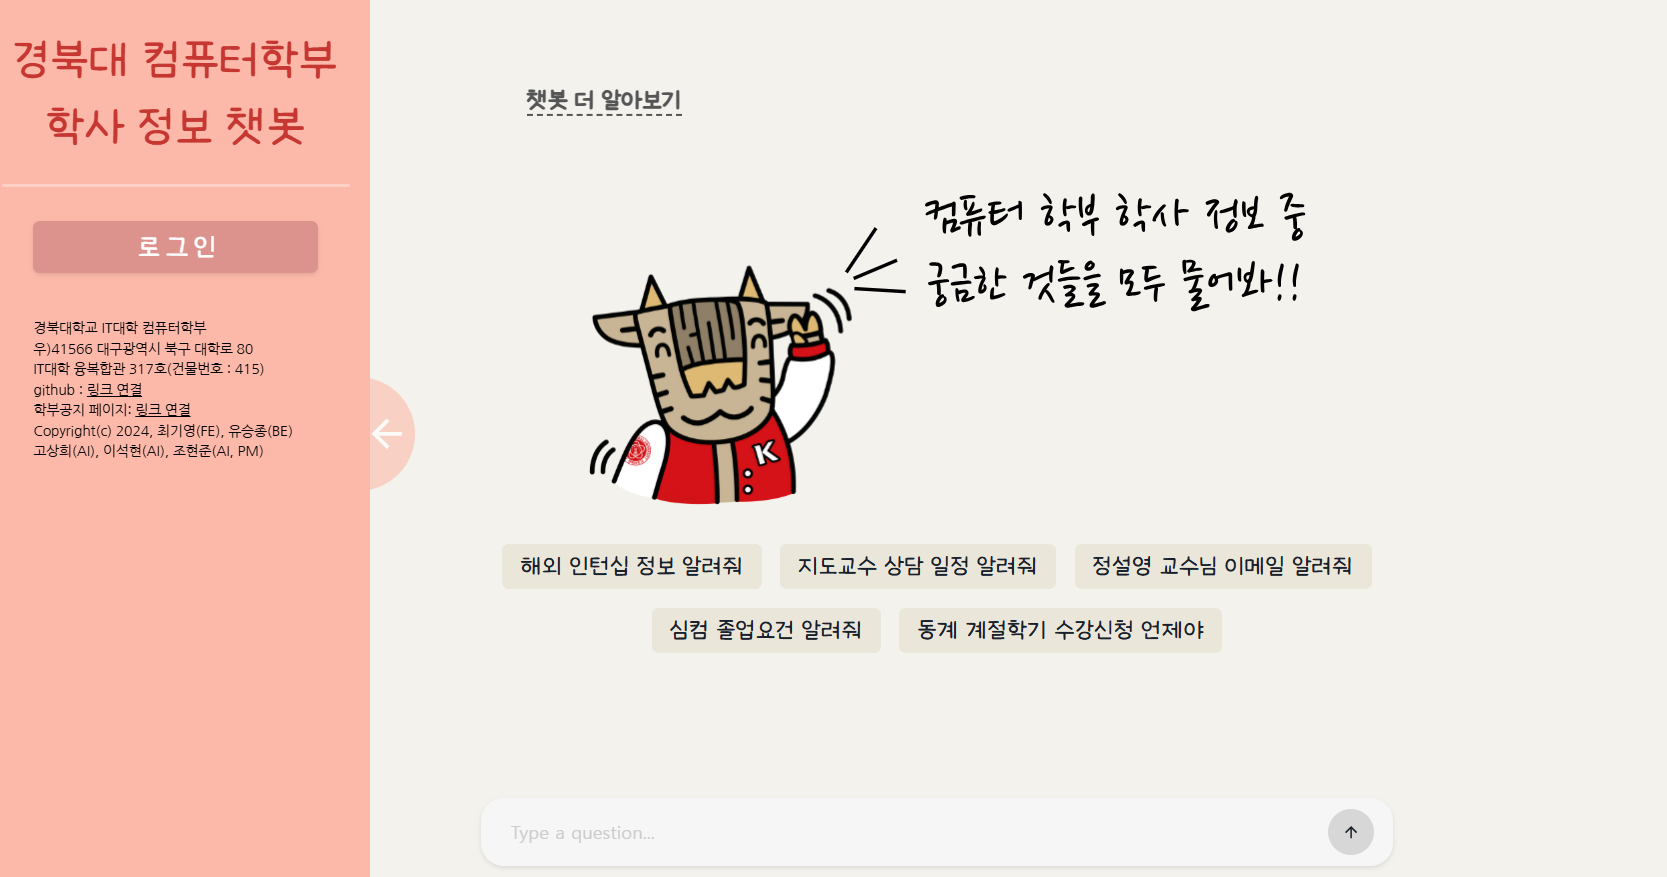 경북대 컴퓨터학부
학사 정보 챗봇
로그인
경북대학교 IT대학 컴퓨터학부
우)41566 대구광역시 북구 대학로 80
IT대학 융복합관 317호(건물번호 : 415)
github : 링크 연결
학부공지 페이지: 링크 연결
Copyright(c) 2024, 최기영(FE), 유승종(BE)
고상희(AI), 이석현(AI), 조현준(AI, PM)
챗봇 더 알아보기
컴퓨터 학부 학사 정보 중
궁금한 것들을 모두 물어봐!!
K
해외 인턴십 정보 알려줘
지도교수 상담 일정 알려줘
정설영 교수님 이메일 알려줘
심컴 졸업요건 알려줘
동계 계절학기 수강신청 언제야
Type a question...